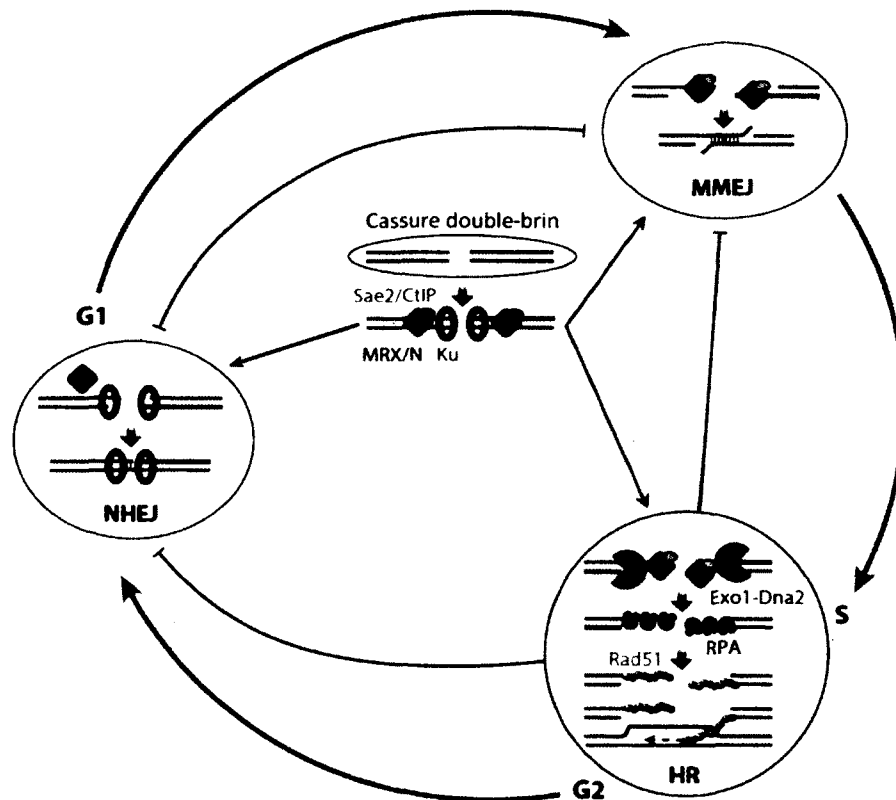 MMEJ
Cassure double-brin
Sae2/CtIP
MRX/N Ku
G1
NHEJ
Exo1-Dna2
RPA
Rad51
S
HR
G2